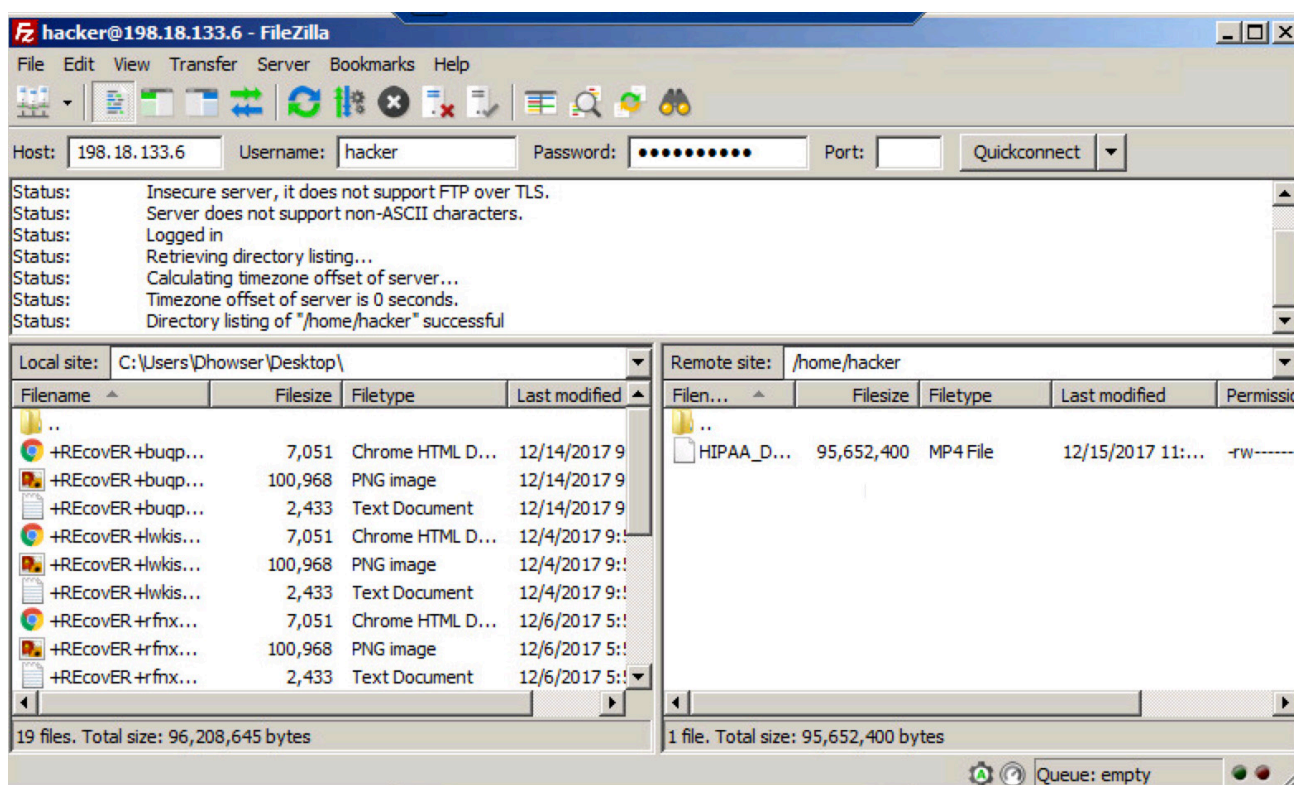 hacker@198.18.133.6 - FileZilla
File Edit View Transfer Server Bookmarks Help
Host: 198.18.133.6 Username: hacker Password: •••••••••• Port: Quickconnect
Status: Insecure server, it does not support FTP over TLS.
Status: Server does not support non-ASCII characters.
Status: Logged in
Status: Retrieving directory listing...
Status: Calculating timezone offset of server...
Status: Timezone offset of server is 0 seconds.
Status: Directory listing of "/home/hacker" successful
Local site: C:\Users\Dhowser\Desktop\
Filename Filesize Filetype Last modified
..
+REcovER+buqp... 7,051 Chrome HTML D... 12/14/2017 9
+REcovER+buqp... 100,968 PNG image 12/14/2017 9
+REcovER+buqp... 2,433 Text Document 12/14/2017 9
+REcovER+lwkis... 7,051 Chrome HTML D... 12/4/2017 9:5
+REcovER+lwkis... 100,968 PNG image 12/4/2017 9:5
+REcovER+lwkis... 2,433 Text Document 12/4/2017 9:5
+REcovER+rfnx... 7,051 Chrome HTML D... 12/6/2017 5:5
+REcovER+rfnx... 100,968 PNG image 12/6/2017 5:5
+REcovER+rfnx... 2,433 Text Document 12/6/2017 5:5
19 files. Total size: 96,208,645 bytes
Remote site: /home/hacker
Filen... Filesize Filetype Last modified Permissio
..
HIPAA_D... 95,652,400 MP4 File 12/15/2017 11:... -rw-------
1 file. Total size: 95,652,400 bytes
Queue: empty